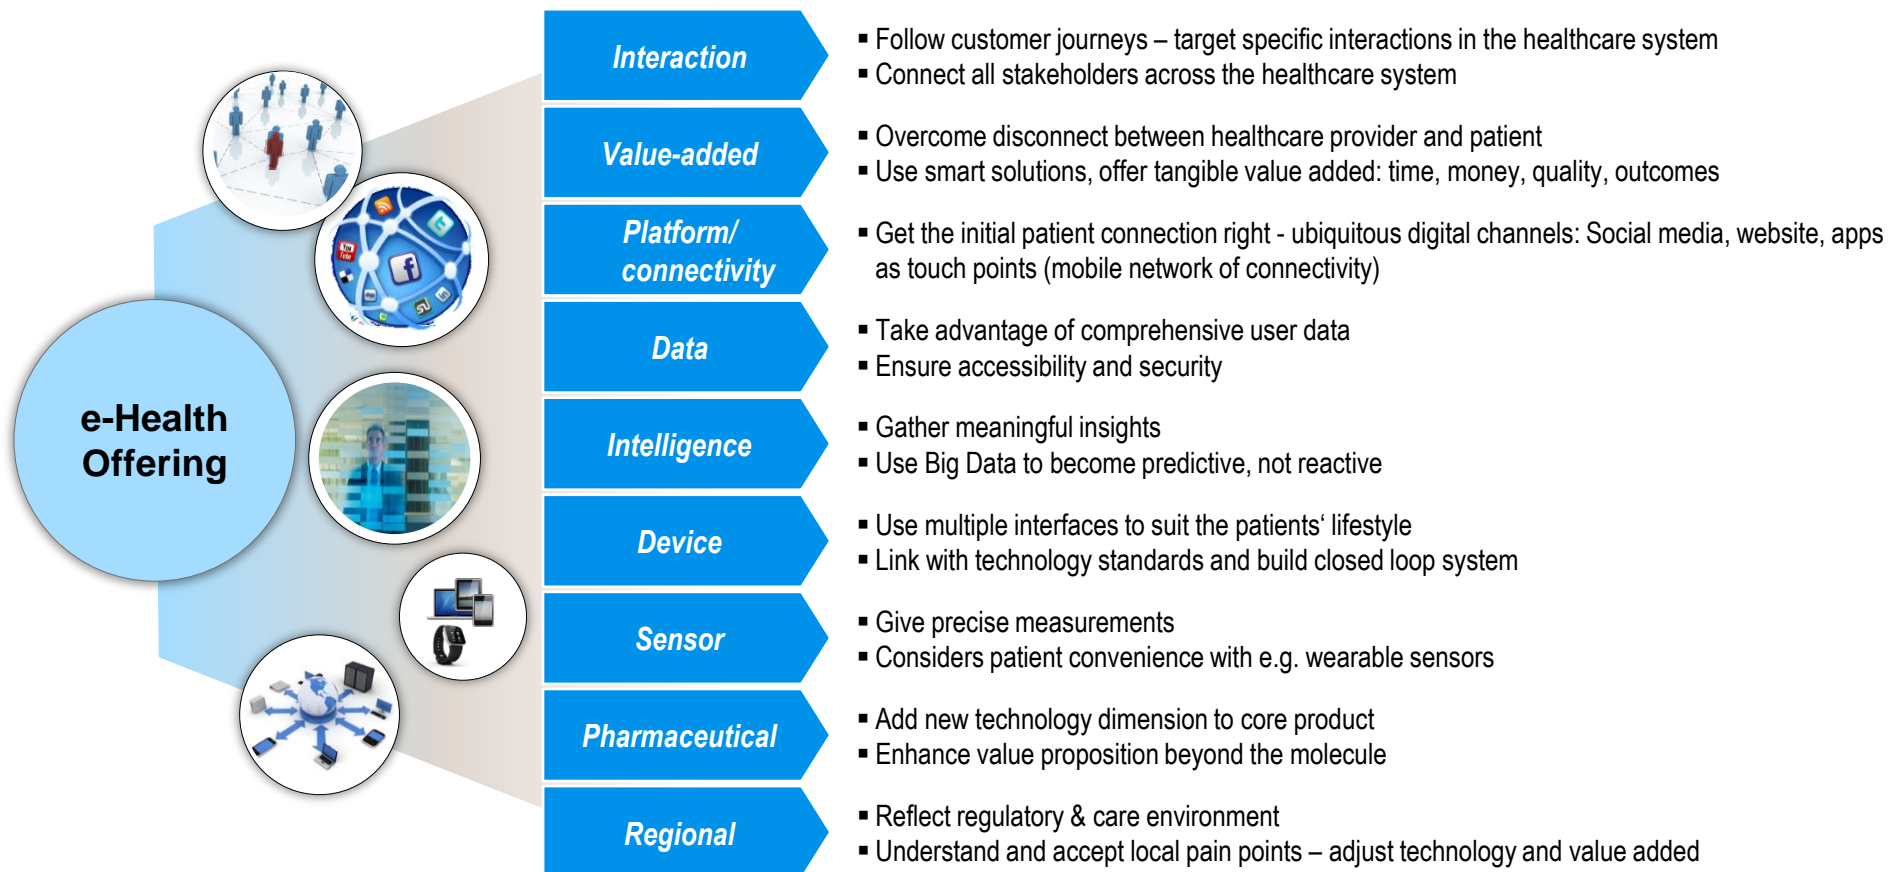 e-Health
Offering
Interaction
▪ Follow customer journeys – target specific interactions in the healthcare system
▪ Connect all stakeholders across the healthcare system
Value-added
▪ Overcome disconnect between healthcare provider and patient
▪ Use smart solutions, offer tangible value added: time, money, quality, outcomes
Platform/
connectivity
▪ Get the initial patient connection right - ubiquitous digital channels: Social media, website, apps
as touch points (mobile network of connectivity)
Data
▪ Take advantage of comprehensive user data
▪ Ensure accessibility and security
Intelligence
▪ Gather meaningful insights
▪ Use Big Data to become predictive, not reactive
Device
▪ Use multiple interfaces to suit the patients‘ lifestyle
▪ Link with technology standards and build closed loop system
Sensor
▪ Give precise measurements
▪ Considers patient convenience with e.g. wearable sensors
Pharmaceutical
▪ Add new technology dimension to core product
▪ Enhance value proposition beyond the molecule
Regional
▪ Reflect regulatory & care environment
▪ Understand and accept local pain points – adjust technology and value added
You
Tube